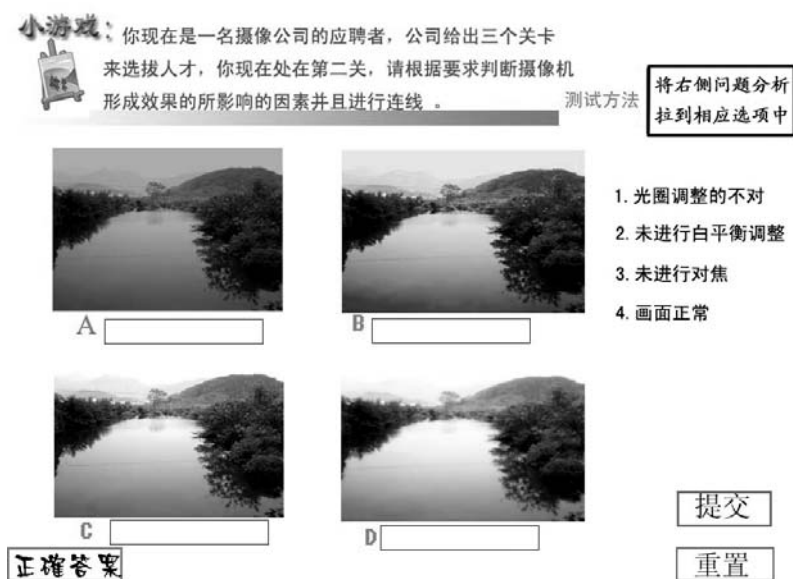 小游戏：你现在是一名摄像公司的应聘者，公司给出三个关卡
来选拔人才，你现在处在第二关，请根据要求判断摄像机
形成效果的所影响的因素并且进行连线 。
测试方法
将右侧问题分析
拉到相应选项中
1. 光圈调整的不对
2. 未进行白平衡调整
3. 未进行对焦
4. 画面正常
A
B
C
D
提交
正確答案
重置